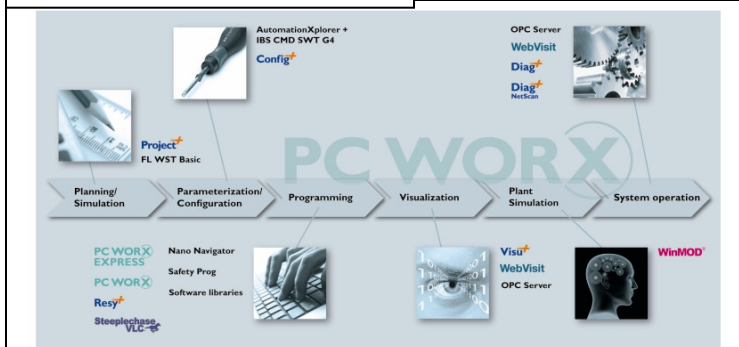 AutomationXplorer +
IBS CMD SWT G4
Config+
OPC Server
WebVisit
Diag+
Diag+
NetScan
Project+
FL WST Basic
PC WORX
Planning/
Simulation
Parameterization/
Configuration
Programming
Visualization
Plant
Simulation
System operation
PC WORX
EXPRESS
PC WORX
Resy+
Steeplechase
VLC
Nano Navigator
Safety Prog
Software libraries
Visu+
WebVisit
OPC Server
WinMOD®